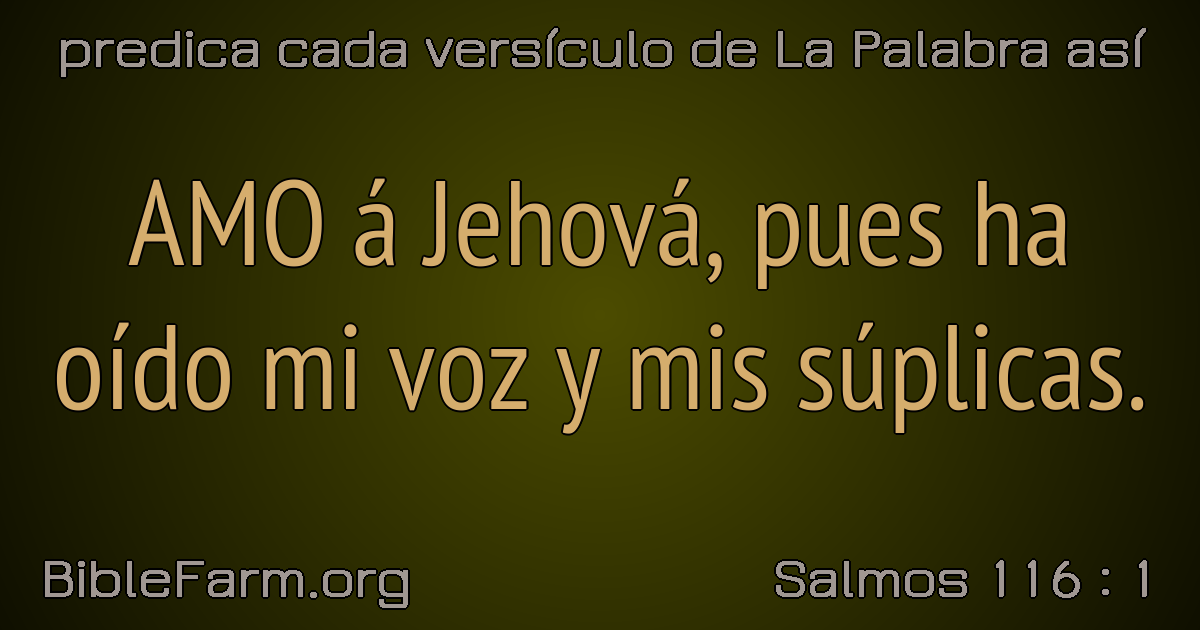 predica cada versículo de La Palabra así
AMO á Jehová, pues ha
oído mi voz y mis súplicas.
BibleFarm.org
Salmos 116 : 1